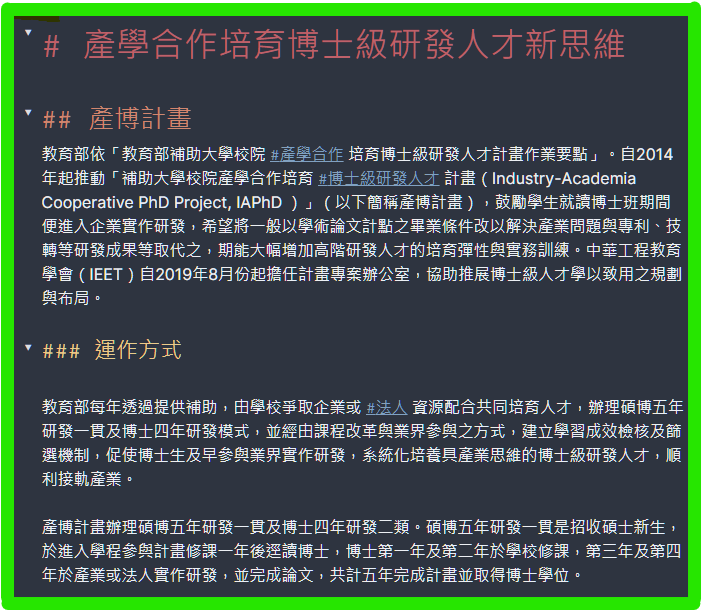 # 產學合作培育博士級研發人才新思維
## 產博計畫
教育部依「教育部補助大學校院 #產學合作 培育博士級研發人才計畫作業要點」。自2014
年起推動「補助大學校院產學合作培育 #博士級研發人才 計畫（Industry-Academia
Cooperative PhD Project, IAPhD ）」（以下簡稱產博計畫），鼓勵學生就讀博士班期間
便進入企業實作研發，希望將一般以學術論文計點之畢業條件改以解決產業問題與專利、技
轉等研發成果等取代之，期能大幅增加高階研發人才的培育彈性與實務訓練。中華工程教育
學會（IEET）自2019年8月份起擔任計畫專案辦公室，協助推展博士級人才學以致用之規劃
與布局。
### 運作方式
教育部每年透過提供補助，由學校爭取企業或 #法人 資源配合共同培育人才，辦理碩博五年
研發一貫及博士四年研發模式，並經由課程改革與業界參與之方式，建立學習成效檢核及篩
選機制，促使博士生及早參與業界實作研發，系統化培養具產業思維的博士級研發人才，順
利接軌產業。
產博計畫辦理碩博五年研發一貫及博士四年研發二類。碩博五年研發一貫是招收碩士新生，
於進入學程參與計畫修課一年後逕讀博士，博士第一年及第二年於學校修課，第三年及第四
年於產業或法人實作研發，並完成論文，共計五年完成計畫並取得博士學位。